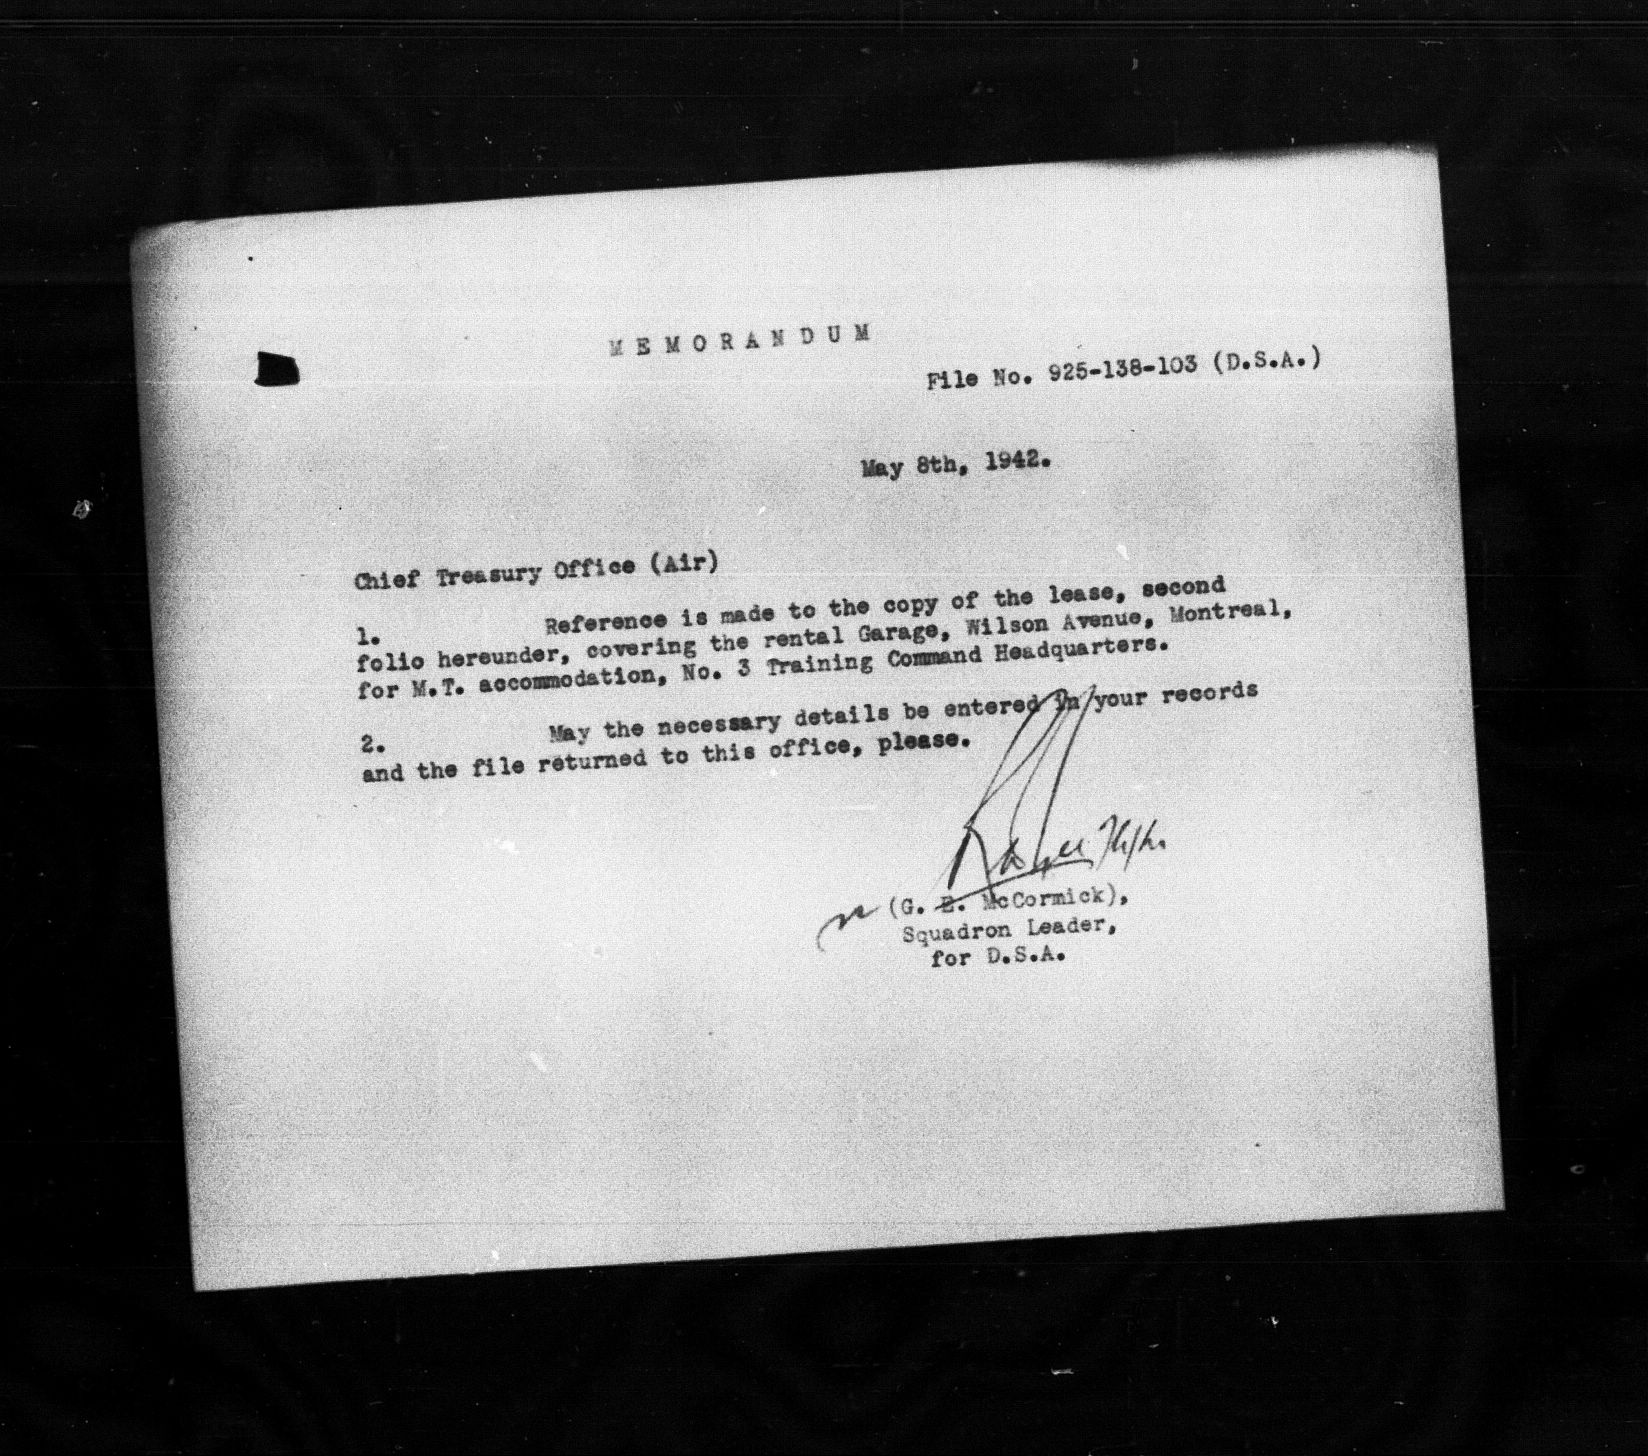 MEMORANDUM
File No. 925-138-103 (D.S.A.)
May 8th, 1942.
Chief Treasury Office (Air)
1. Reference is made to the copy of the lease, second
folio hereunder, covering the rental Garage, Wilson Avenue, Montreal,
for M.T. accommodation, No. 3 Training Command Headquarters.
2. May the necessary details be entered in your records
and the file returned to this office, please.
(G. E. McCormick),
Squadron Leader,
for D.S.A.